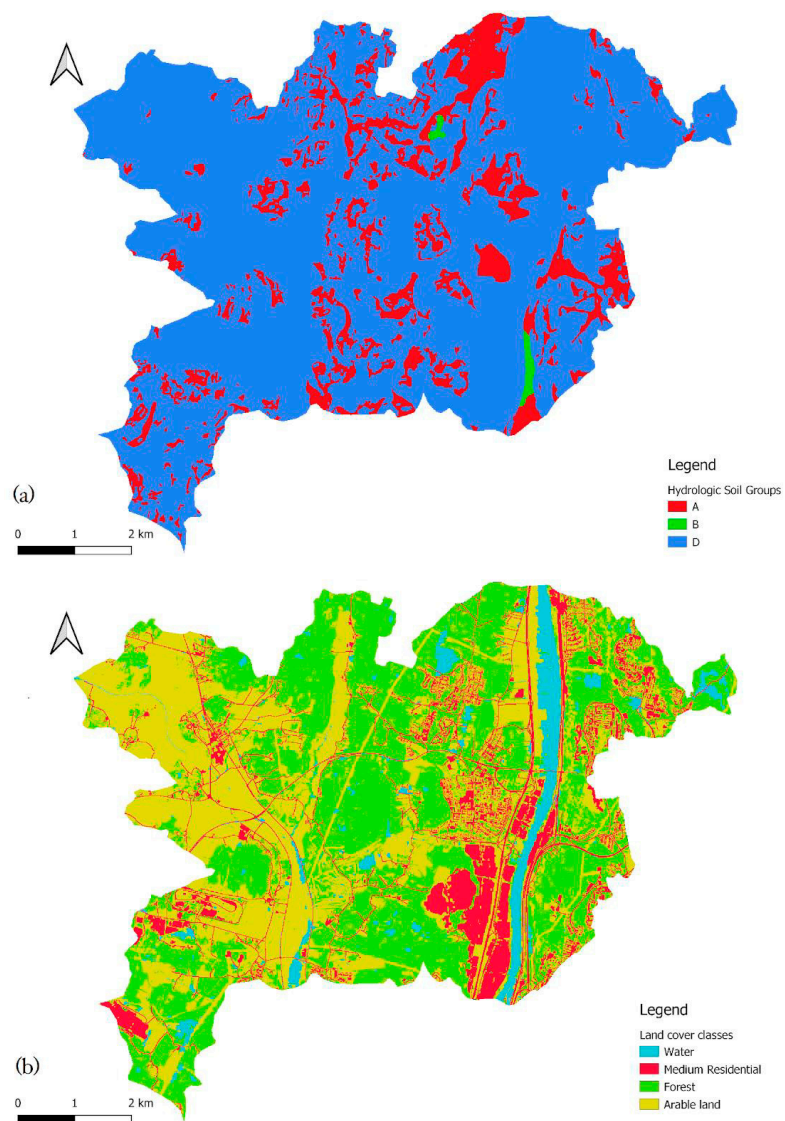 Legend
Hydrologic Soil Groups
A
B
D
(a)
0 1 2 km
Legend
Land cover classes
Water
Medium Residential
Forest
Arable land
(b)
0 1 2 km